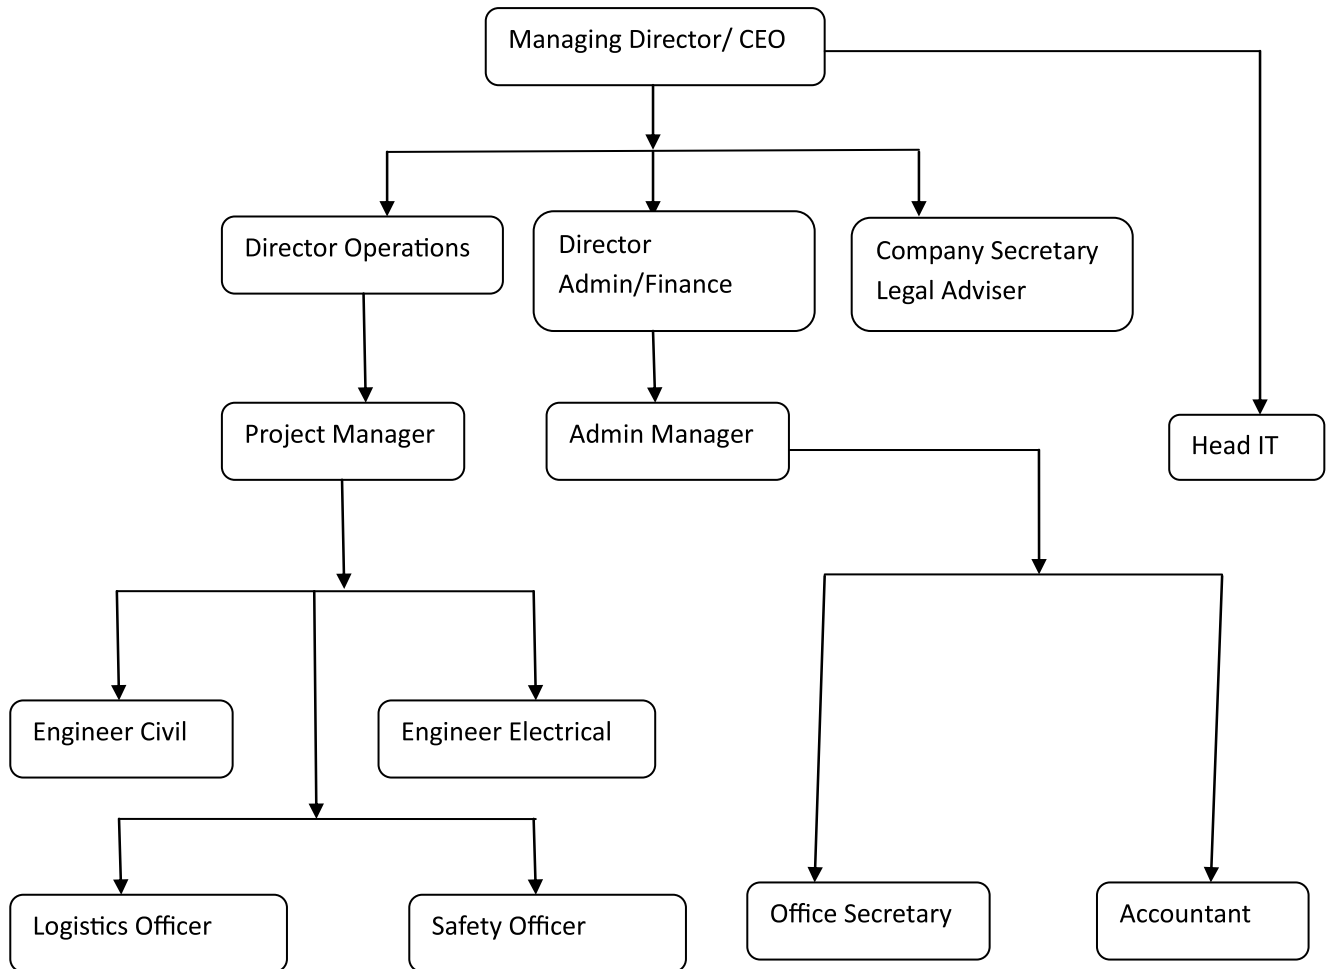 Managing Director/ CEO
Director Operations
Director
Admin/Finance
Company Secretary
Legal Adviser
Project Manager
Admin Manager
Head IT
Engineer Civil
Engineer Electrical
Logistics Officer
Safety Officer
Office Secretary
Accountant